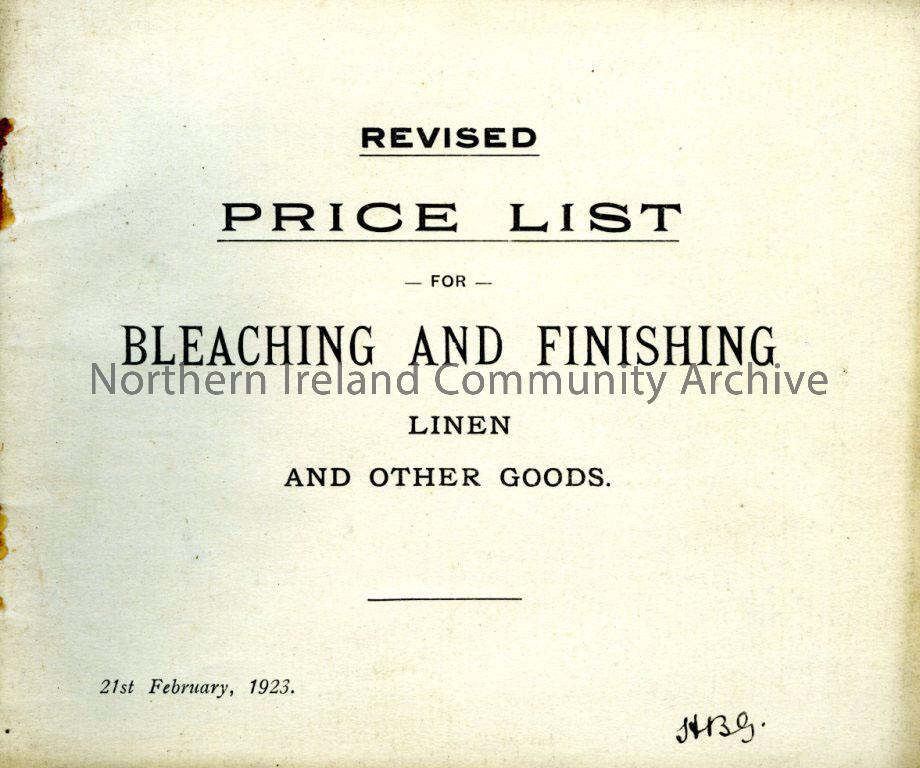 REVISED
PRICE LIST
— FOR —
BLEACHING AND FINISHING
Northern Ireland Community Archive
LINEN
AND OTHER GOODS.
21st February, 1923.
HBG.